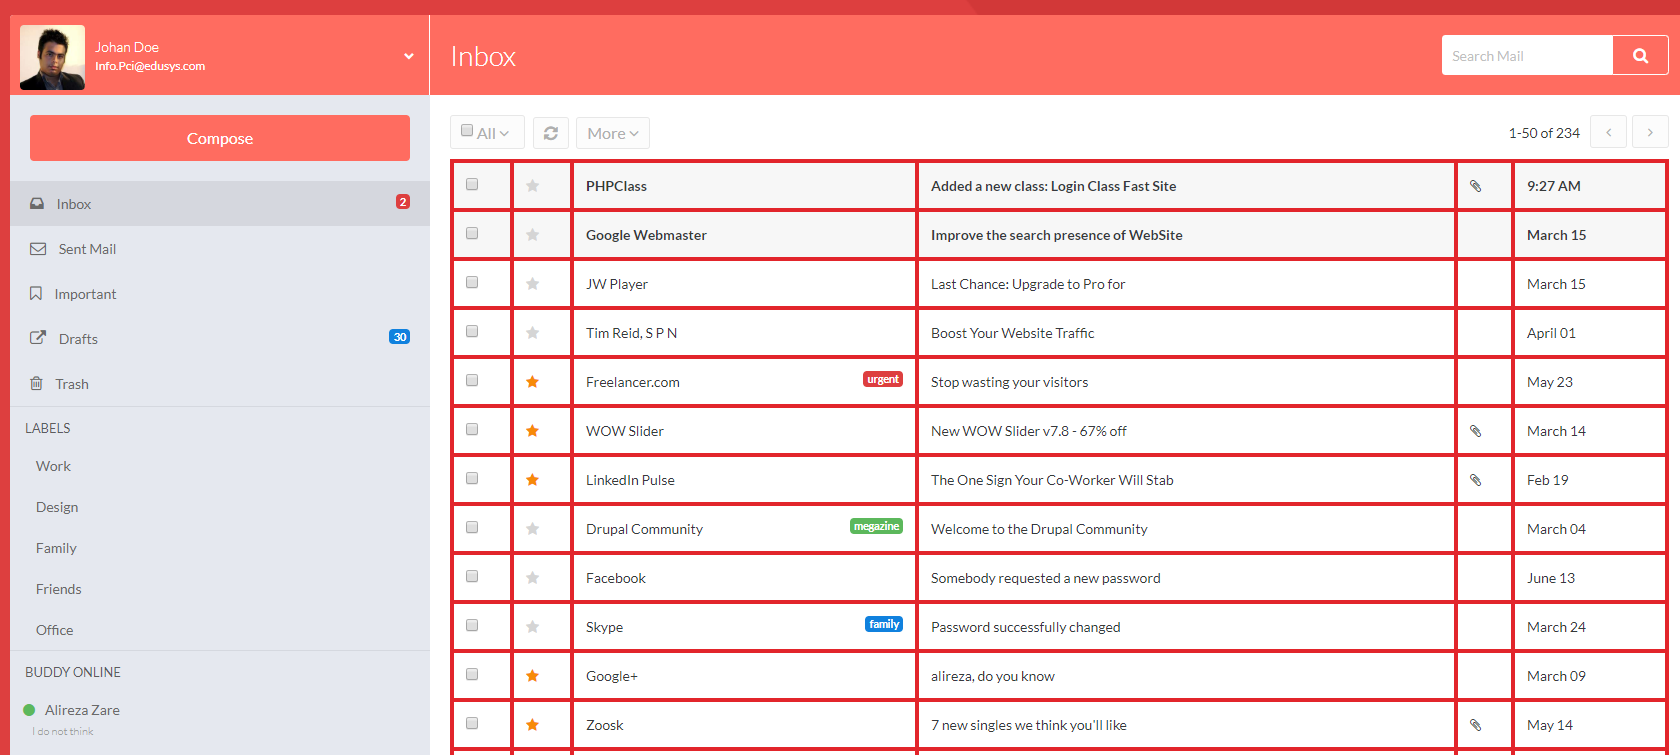 Johan Doe
Info.Pci@edusys.com
Inbox
Search Mail
Compose
Inbox 2
Sent Mail
Important
Drafts 30
Trash
LABELS
Work
Design
Family
Friends
Office
BUDDY ONLINE
Alireza Zare
I do not think
All More 1-50 of 234
PHPClass Added a new class: Login Class Fast Site 9:27 AM
Google Webmaster Improve the search presence of WebSite March 15
JW Player Last Chance: Upgrade to Pro for March 15
Tim Reid, S P N Boost Your Website Traffic April 01
Freelancer.com urgent Stop wasting your visitors May 23
WOW Slider New WOW Slider v7.8 - 67% off March 14
LinkedIn Pulse The One Sign Your Co-Worker Will Stab Feb 19
Drupal Community megazine Welcome to the Drupal Community March 04
Facebook Somebody requested a new password June 13
Skype family Password successfully changed March 24
Google+ alireza, do you know March 09
Zoosk 7 new singles we think you'll like May 14